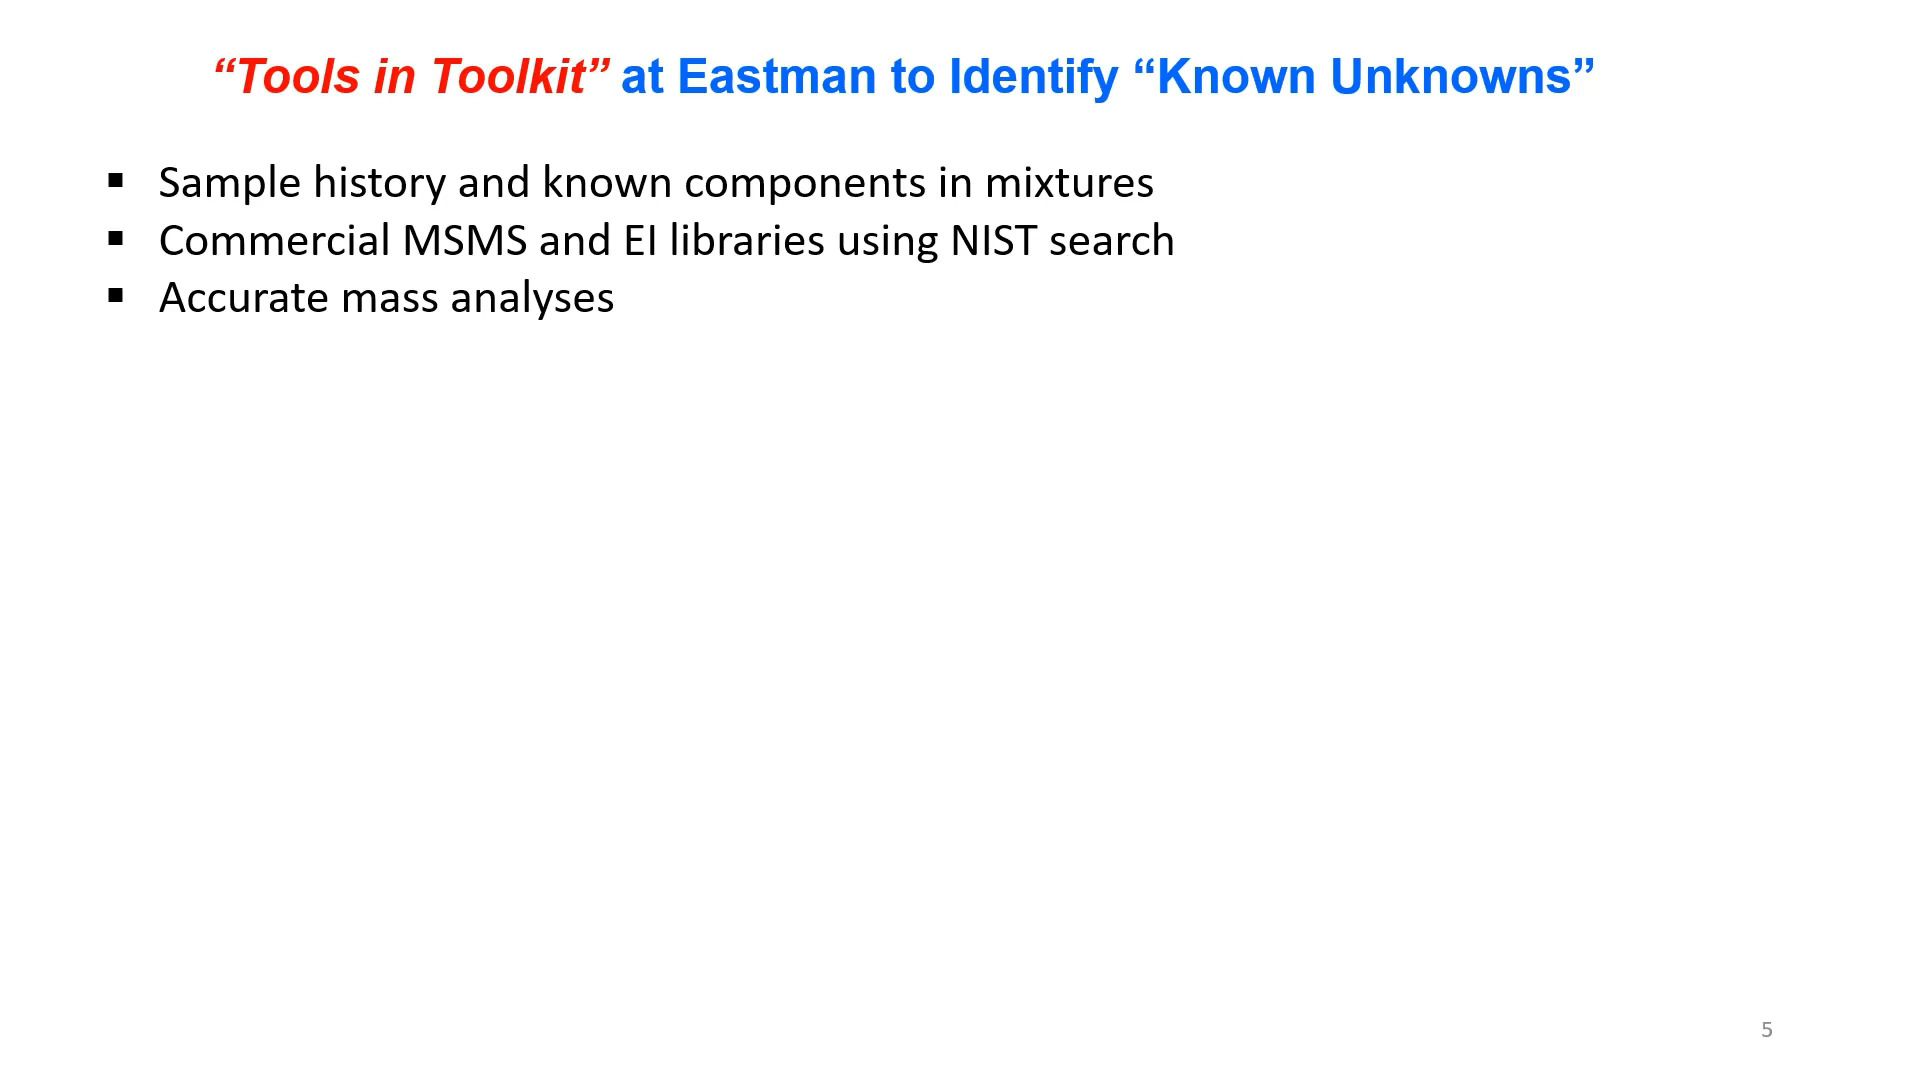 “Tools in Toolkit” at Eastman to Identify “Known Unknowns”
▪ Sample history and known components in mixtures
▪ Commercial MSMS and EI libraries using NIST search
▪ Accurate mass analyses
5